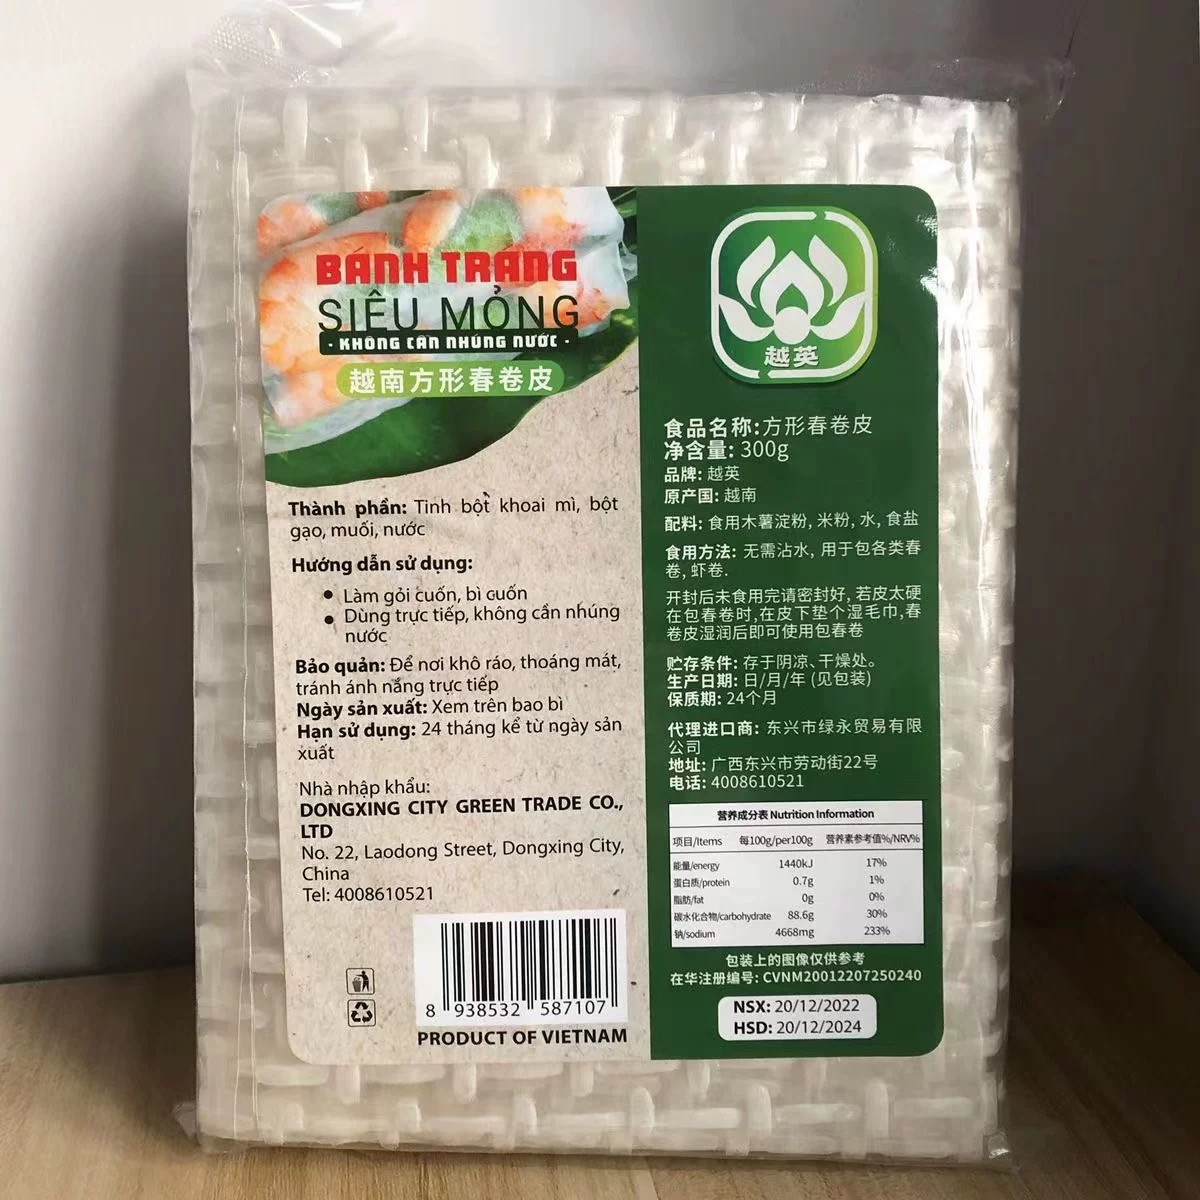 BÁNH TRÁNG
SIÊU MỎNG
· KHÔNG CẦN NHÚNG NƯỚC ·
越南方形春卷皮
Thành phần: Tinh bột khoai mì, bột
gạo, muối, nước
Hướng dẫn sử dụng:
● Làm gỏi cuốn, bì cuốn
● Dùng trực tiếp, không cần nhúng
nước
Bảo quản: Để nơi khô ráo, thoáng mát,
tránh ánh nắng trực tiếp
Ngày sản xuất: Xem trên bao bì
Hạn sử dụng: 24 tháng kể từ ngày sản
xuất
Nhà nhập khẩu:
DONGXING CITY GREEN TRADE CO.,
LTD
No. 22, Laodong Street, Dongxing City,
China
Tel: 4008610521
8 938532 587107
PRODUCT OF VIETNAM
越英
食品名称:方形春卷皮
净含量: 300g
品牌: 越英
原产国: 越南
配料: 食用木薯淀粉, 米粉, 水, 食盐
食用方法: 无需沾水, 用于包各类春
卷, 虾卷.
开封后未食用完请密封好, 若皮太硬
在包春卷时,在皮下垫个湿毛巾,春
卷皮湿润后即可使用包春卷
贮存条件: 存于阴凉、干燥处。
生产日期: 日/月/年 (见包装)
保质期: 24个月
代理进口商: 东兴市绿永贸易有限
公司
地址: 广西东兴市劳动街22号
电话: 4008610521
营养成分表 Nutrition Information
项目/Items 每100g/per100g 营养素参考值%/NRV%
能量/energy 1440kJ 17%
蛋白质/protein 0.7g 1%
脂肪/fat 0g 0%
碳水化合物/carbohydrate 88.6g 30%
钠/sodium 4668mg 233%
包装上的图像仅供参考
在华注册编号: CVNM20012207250240
NSX: 20/12/2022
HSD: 20/12/2024